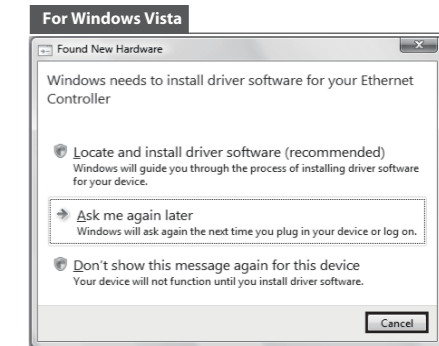 For Windows Vista
Found New Hardware
Windows needs to install driver software for your Ethernet
Controller
Locate and install driver software (recommended)
Windows will guide you through the process of installing driver software
for your device.
Ask me again later
Windows will ask again the next time you plug in your device or log on.
Don't show this message again for this device
Your device will not function until you install driver software.
Cancel